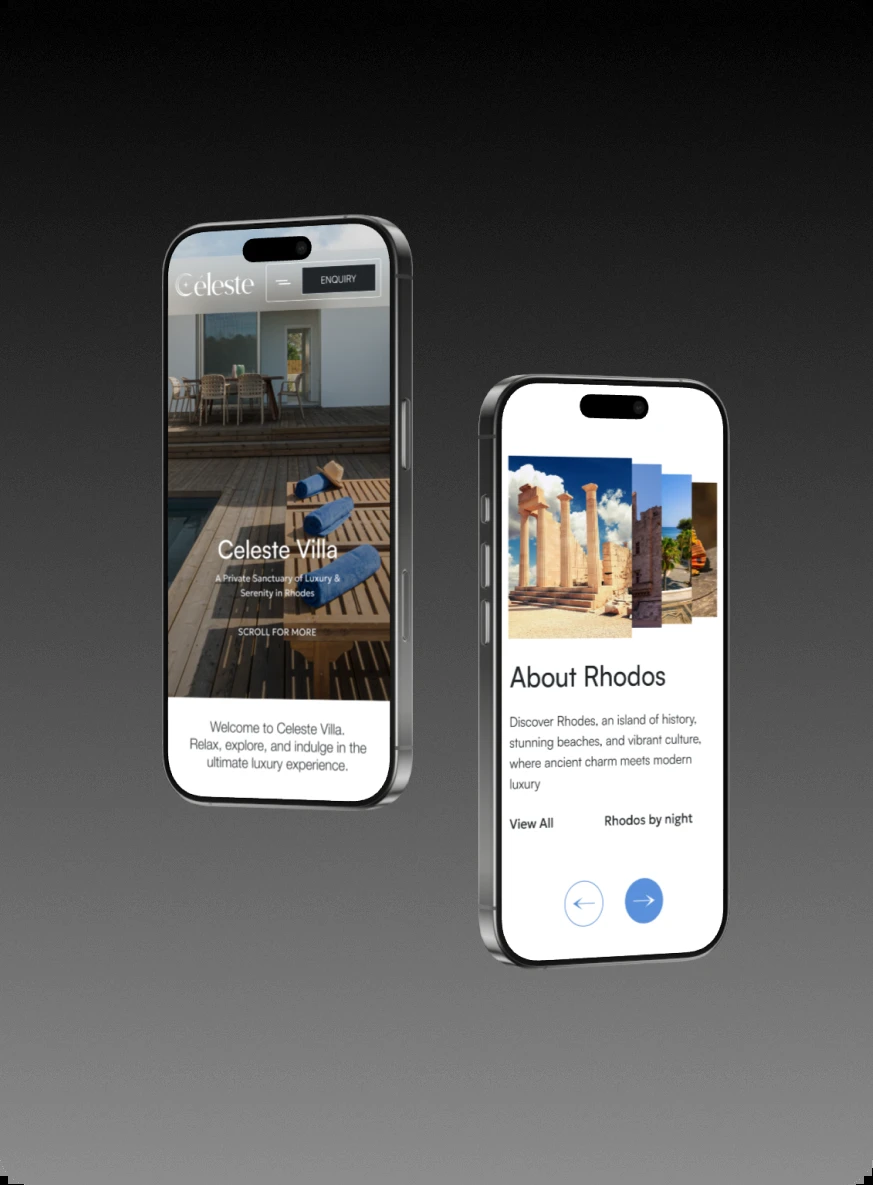 Céleste
ENQUIRY
Celeste Villa
A Private Sanctuary of Luxury &
Serenity in Rhodes
SCROLL FOR MORE
Welcome to Celeste Villa.
Relax, explore, and indulge in the
ultimate luxury experience.
About Rhodos
Discover Rhodes, an island of history,
stunning beaches, and vibrant culture,
where ancient charm meets modern
luxury
View All
Rhodos by night